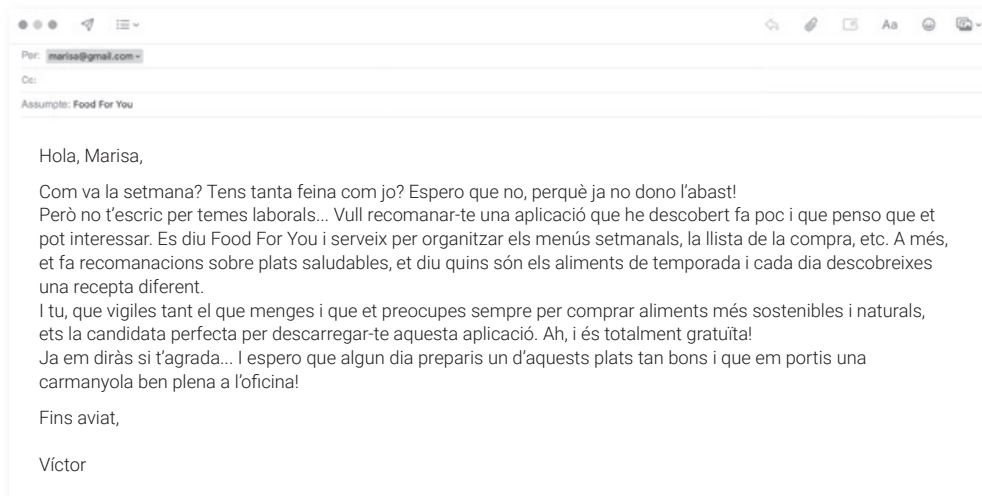 Aa
Per: marisa@gmail.com
Cc:
Assumpte: Food For You
Hola, Marisa,
Com va la setmana? Tens tanta feina com jo? Espero que no, perquè ja no dono l'abast!
Però no t'escric per temes laborals... Vull recomanar-te una aplicació que he descobert fa poc i que penso que et
pot interessar. Es diu Food For You i serveix per organitzar els menús setmanals, la llista de la compra, etc. A més,
et fa recomanacions sobre plats saludables, et diu quins són els aliments de temporada i cada dia descobreixes
una recepta diferent.
I tu, que vigiles tant el que menges i que et preocupes sempre per comprar aliments més sostenibles i naturals,
ets la candidata perfecta per descarregar-te aquesta aplicació. Ah, i és totalment gratuïta!
Ja em diràs si t'agrada... I espero que algun dia preparis un d'aquests plats tan bons i que em portis una
carmanyola ben plena a l'oficina!
Fins aviat,
Víctor